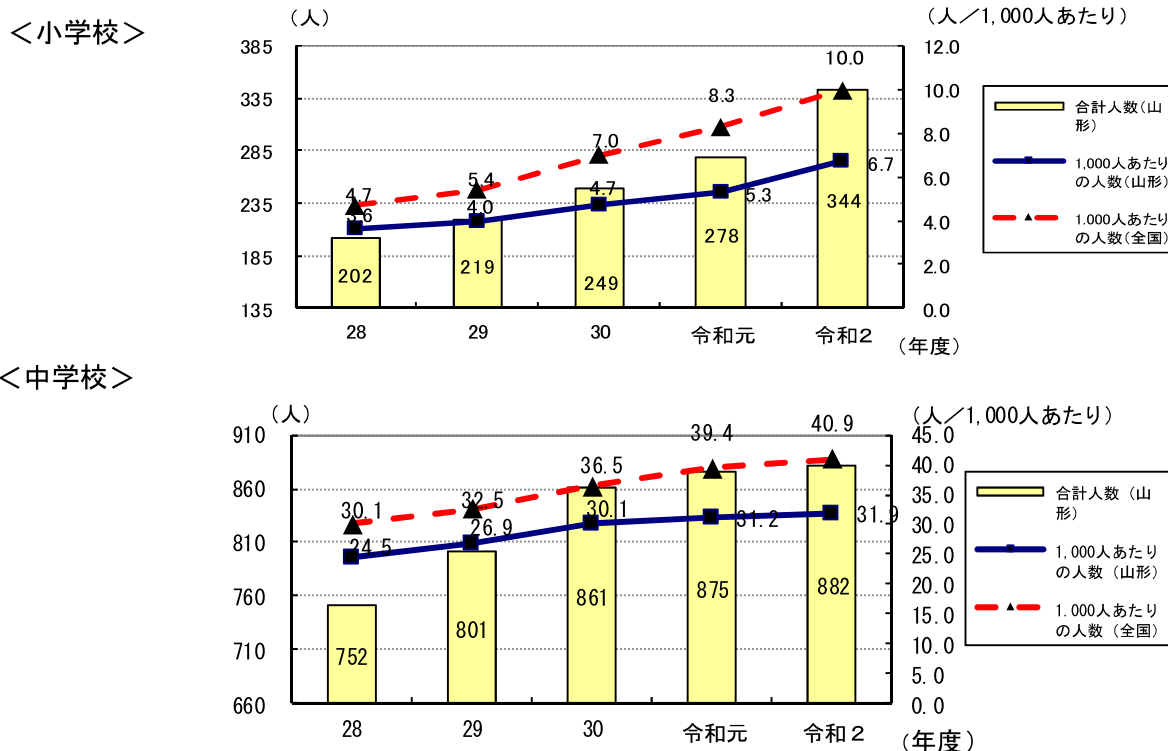 ＜小学校＞
（人）
（人／1,000人あたり）
385
335
285
235
185
135
12.0
10.0
8.0
6.0
4.0
2.0
0.0
4.7
5.4
7.0
8.3
10.0
3.6
4.0
4.7
5.3
6.7
202
219
249
278
344
28
29
30
令和元
令和２
（年度）
合計人数（山
形）
1,000人あたり
の人数（山形）
1.000人あたり
の人数（全国）
＜中学校＞
（人）
（人／1,000人あたり）
910
860
810
760
710
660
45.0
40.0
35.0
30.0
25.0
20.0
15.0
10.0
5.0
0.0
30.1
32.5
36.5
39.4
40.9
24.5
26.9
30.1
31.2
31.9
752
801
861
875
882
28
29
30
令和元
令和２
（年度）
合計人数（山
形）
1,000人あたり
の人数（山形）
1.000人あたり
の人数（全国）